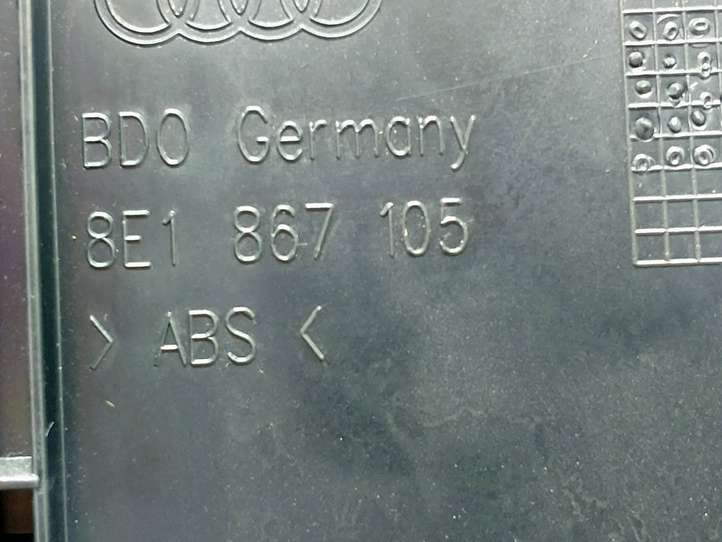 BDO Germany
8E1 867 105
> ABS <